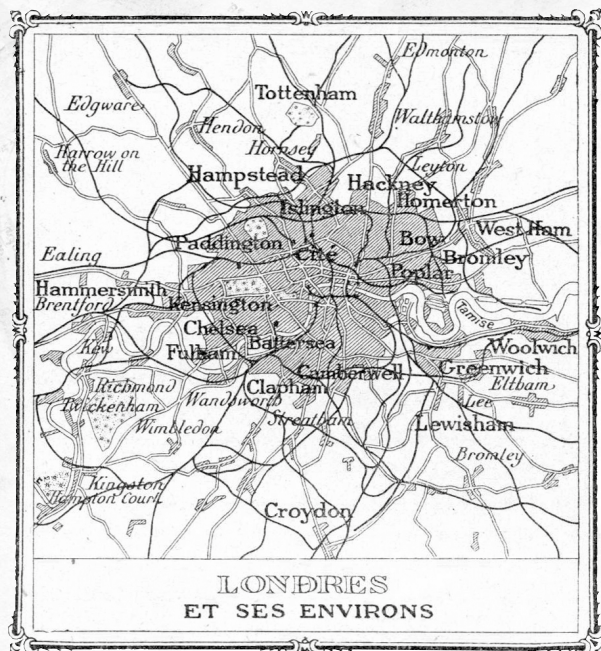 Edmonton
Tottenham
Edgware
Walthamstow
Hendon
Hornsey
Harrow on
the Hill
Leyton
Hampstead
Hackney
Islington
Homerton
Paddington
Bow
West Ham
Cité
Ealing
Bromley
Poplar
Hammersmith
Brentford
Kensington
Tamise
Chelsea
Kew
Battersea
Fulham
Woolwich
Camberwell
Greenwich
Richmond
Clapham
Eltham
Twickenham
Wandsworth
Lee
Streatham
Wimbledon
Lewisham
Bromley
Kingston
Hampton Court
Croydon
LONDRES
ET SES ENVIRONS